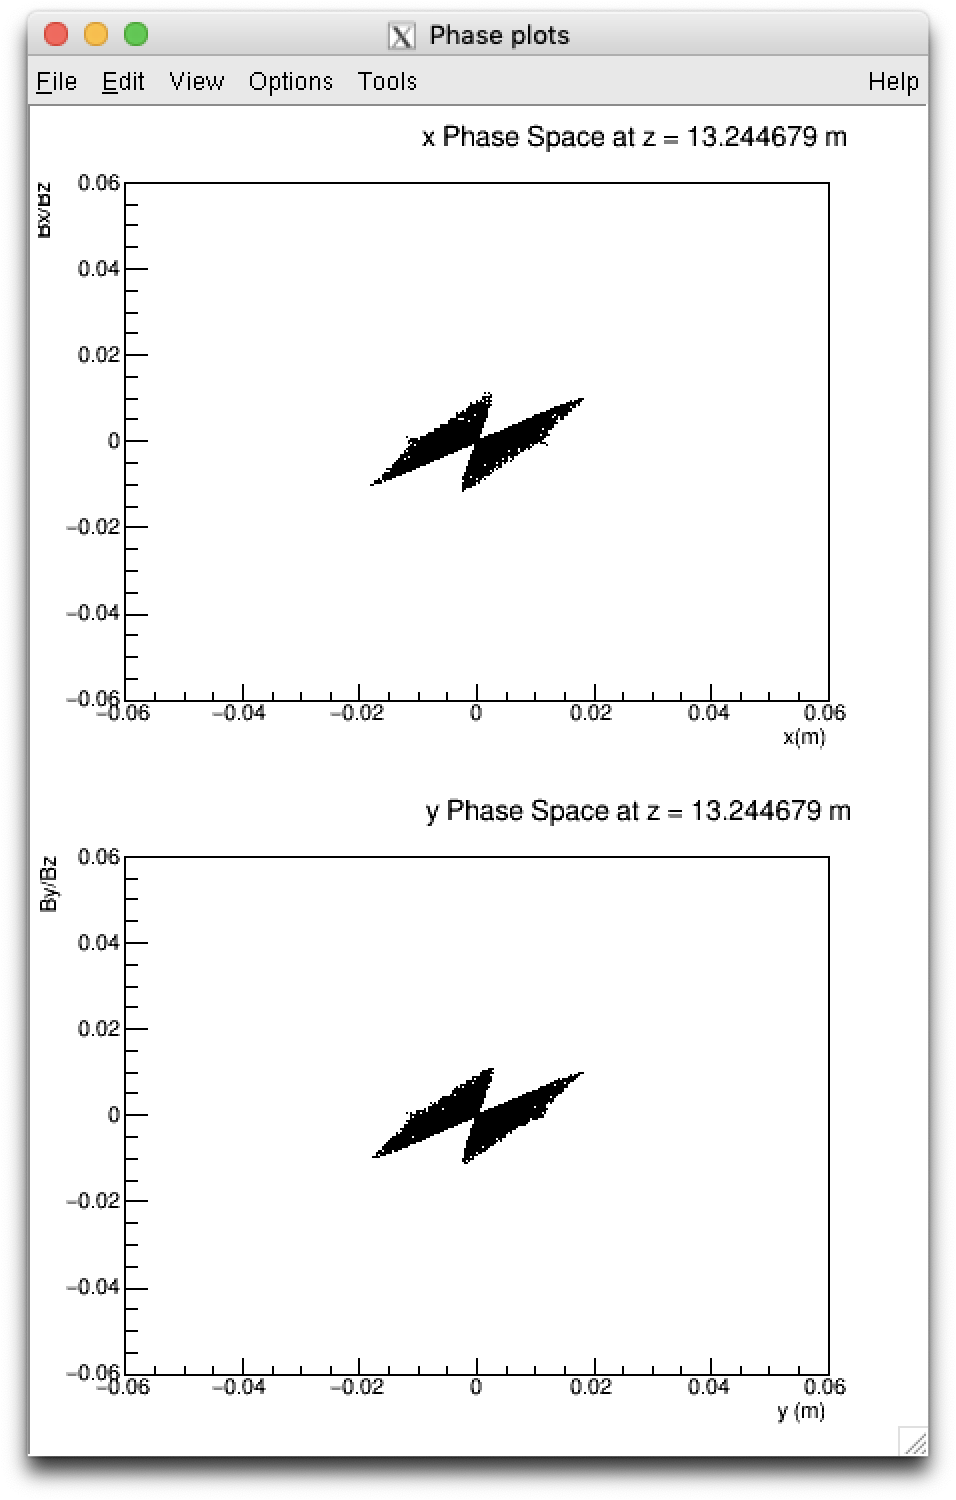 Phase plots
File Edit View Options Tools Help
x Phase Space at z = 13.244679 m
Bx/Bz
0.06
0.04
0.02
0
−0.02
−0.04
−0.06
−0.06 −0.04 −0.02 0 0.02 0.04 0.06
x(m)
y Phase Space at z = 13.244679 m
By/Bz
0.06
0.04
0.02
0
−0.02
−0.04
−0.06
−0.06 −0.04 −0.02 0 0.02 0.04 0.06
y (m)